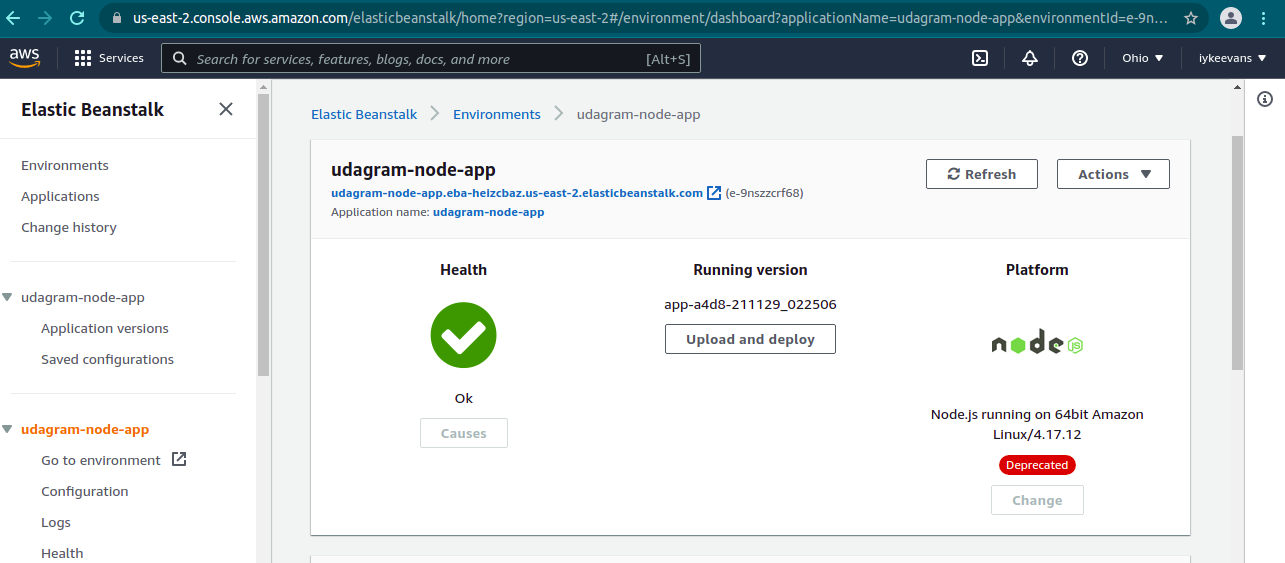 us-east-2.console.aws.amazon.com/elasticbeanstalk/home?region=us-east-2#/environment/dashboard?applicationName=udagram-node-app&environmentId=e-9n...
aws
Services
Search for services, features, blogs, docs, and more
[Alt+S]
Ohio
iykeevans
Elastic Beanstalk
Environments
Applications
Change history
udagram-node-app
Application versions
Saved configurations
udagram-node-app
Go to environment
Configuration
Logs
Health
Elastic Beanstalk
Environments
udagram-node-app
udagram-node-app
udagram-node-app.eba-heizcbaz.us-east-2.elasticbeanstalk.com (e-9nszzcrf68)
Application name: udagram-node-app
Refresh
Actions
Health
Ok
Causes
Running version
app-a4d8-211129_022506
Upload and deploy
Platform
node JS
Node.js running on 64bit Amazon
Linux/4.17.12
Deprecated
Change